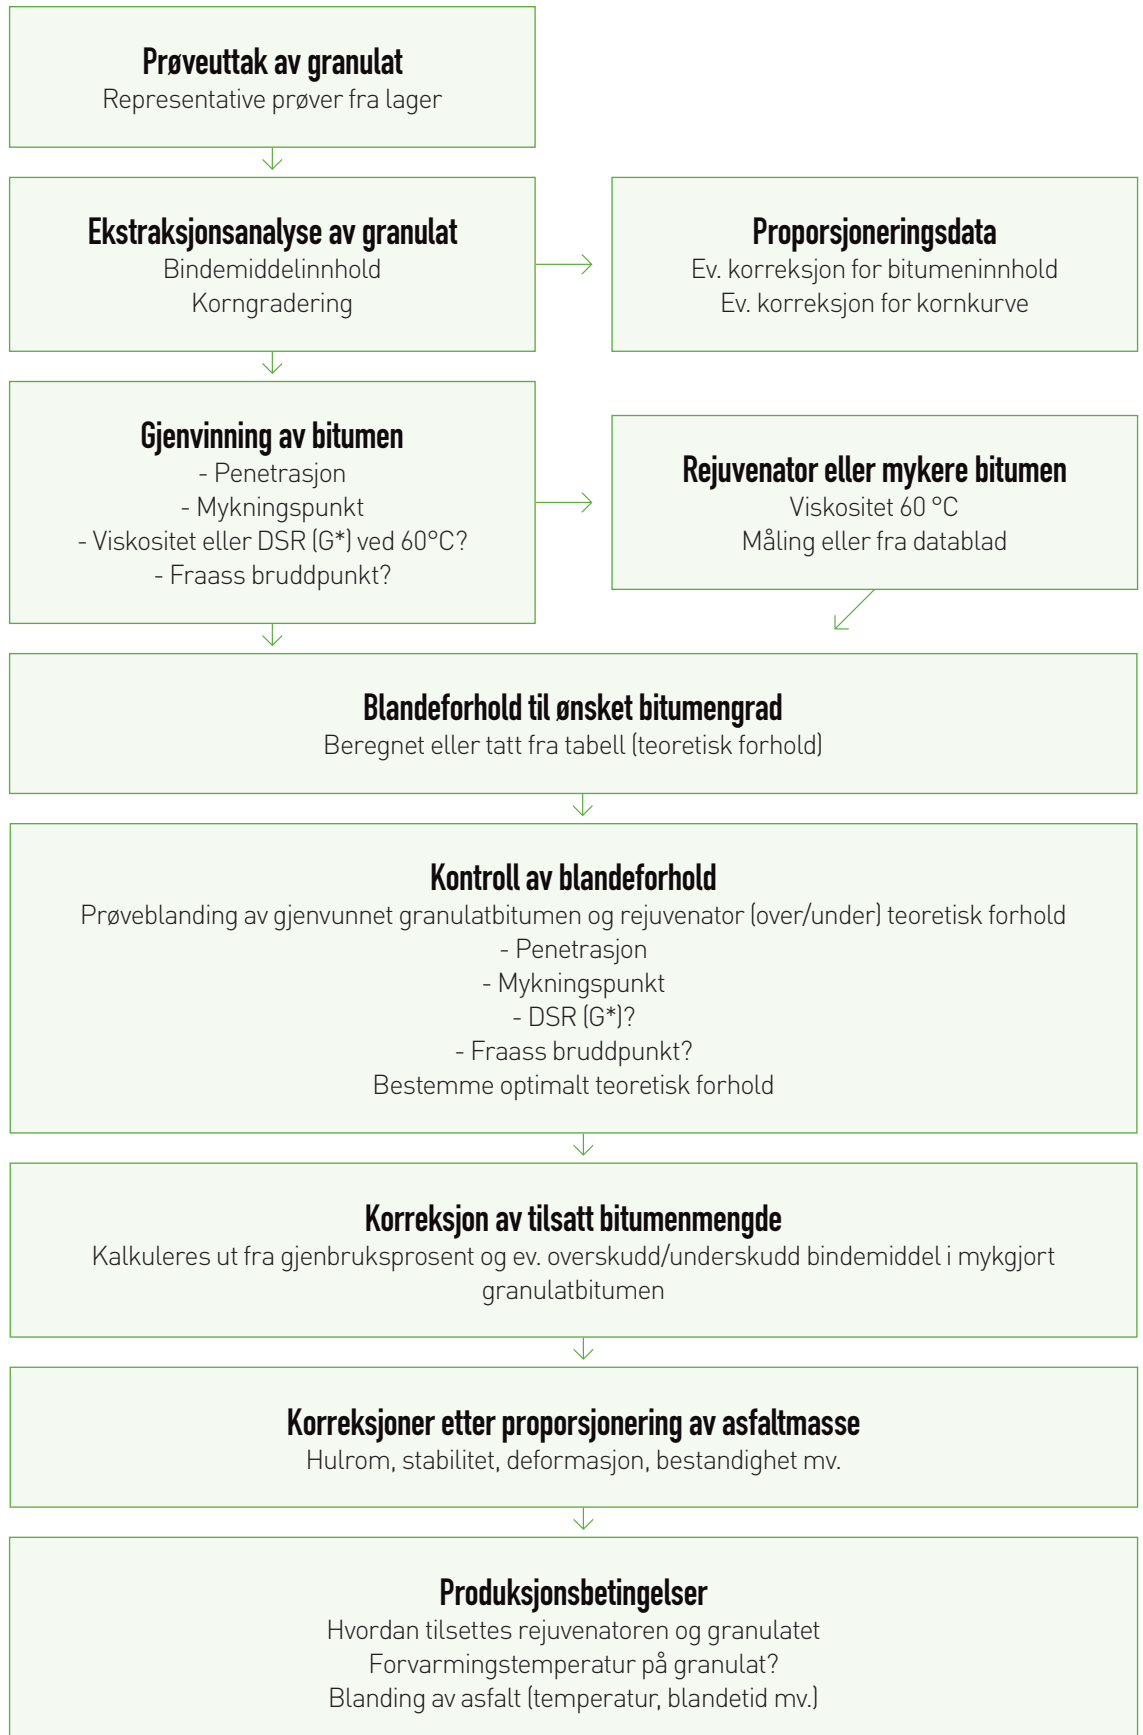 Prøveuttak av granulat
Representative prøver fra lager
Ekstraksjonsanalyse av granulat
Bindemiddelinnhold
Korngradering
Proporsjoneringsdata
Ev. korreksjon for bitumeninnhold
Ev. korreksjon for kornkurve
Gjenvinning av bitumen
- Penetrasjon
- Mykningspunkt
- Viskositet eller DSR (G*) ved 60°C?
- Fraass bruddpunkt?
Rejuvenator eller mykere bitumen
Viskositet 60 °C
Måling eller fra datablad
Blandeforhold til ønsket bitumengrad
Beregnet eller tatt fra tabell (teoretisk forhold)
Kontroll av blandeforhold
Prøveblanding av gjenvunnet granulatbitumen og rejuvenator (over/under) teoretisk forhold
- Penetrasjon
- Mykningspunkt
- DSR (G*)?
- Fraass bruddpunkt?
Bestemme optimalt teoretisk forhold
Korreksjon av tilsatt bitumenmengde
Kalkuleres ut fra gjenbruksprosent og ev. overskudd/underskudd bindemiddel i mykgjort
granulatbitumen
Korreksjoner etter proporsjonering av asfaltmasse
Hulrom, stabilitet, deformasjon, bestandighet mv.
Produksjonsbetingelser
Hvordan tilsettes rejuvenatoren og granulatet
Forvarmingstemperatur på granulat?
Blanding av asfalt (temperatur, blandetid mv.)